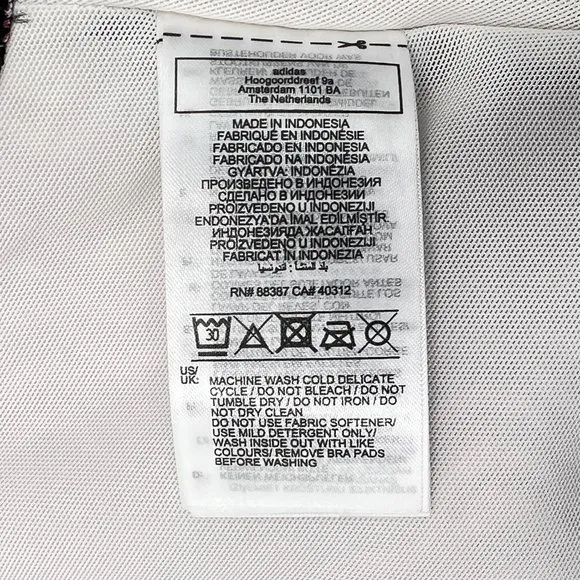 adidas
Hoogoorddreef 9a
Amsterdam 1101 BA
The Netherlands
MADE IN INDONESIA
FABRIQUÉ EN INDONÉSIE
FABRICADO EN INDONESIA
FABRICADO NA INDONÉSIA
GYÁRTVA: INDONÉZIA
ПРОИЗВЕДЕНО В ИНДОНЕЗИЯ
СДЕЛАНО В ИНДОНЕЗИИ
PROIZVEDENO U INDONEZIJI
ENDONEZYA'DA İMAL EDİLMİŞTİR.
ИНДОНЕЗИЯДА ЖАСАЛҒАН
PROIZVEDENO U INDONEZIJI
FABRICAT ÎN INDONEZIA
بلد المنشأ : اندونيسيا
RN# 88387 CA# 40312
30
US/
UK:
MACHINE WASH COLD DELICATE
CYCLE / DO NOT BLEACH / DO NOT
TUMBLE DRY / DO NOT IRON / DO
NOT DRY CLEAN
DO NOT USE FABRIC SOFTENER/
USE MILD DETERGENT ONLY/
WASH INSIDE OUT WITH LIKE
COLOURS/ REMOVE BRA PADS
BEFORE WASHING